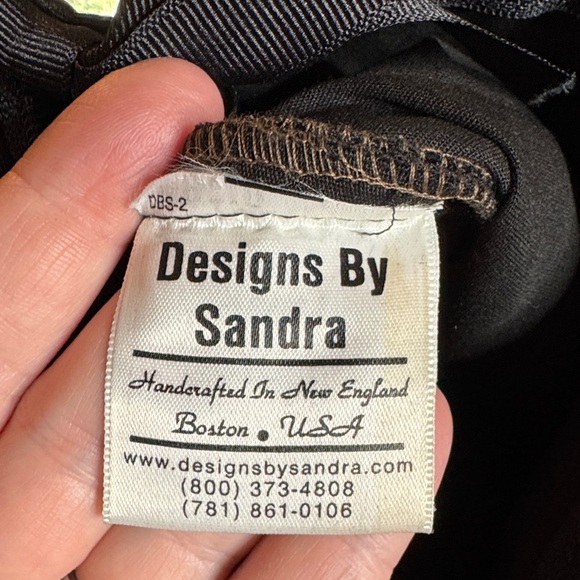 DBS-2
Designs By
Sandra
Handcrafted In New England
Boston . USA
www.designsbysandra.com
(800) 373-4808
(781) 861-0106